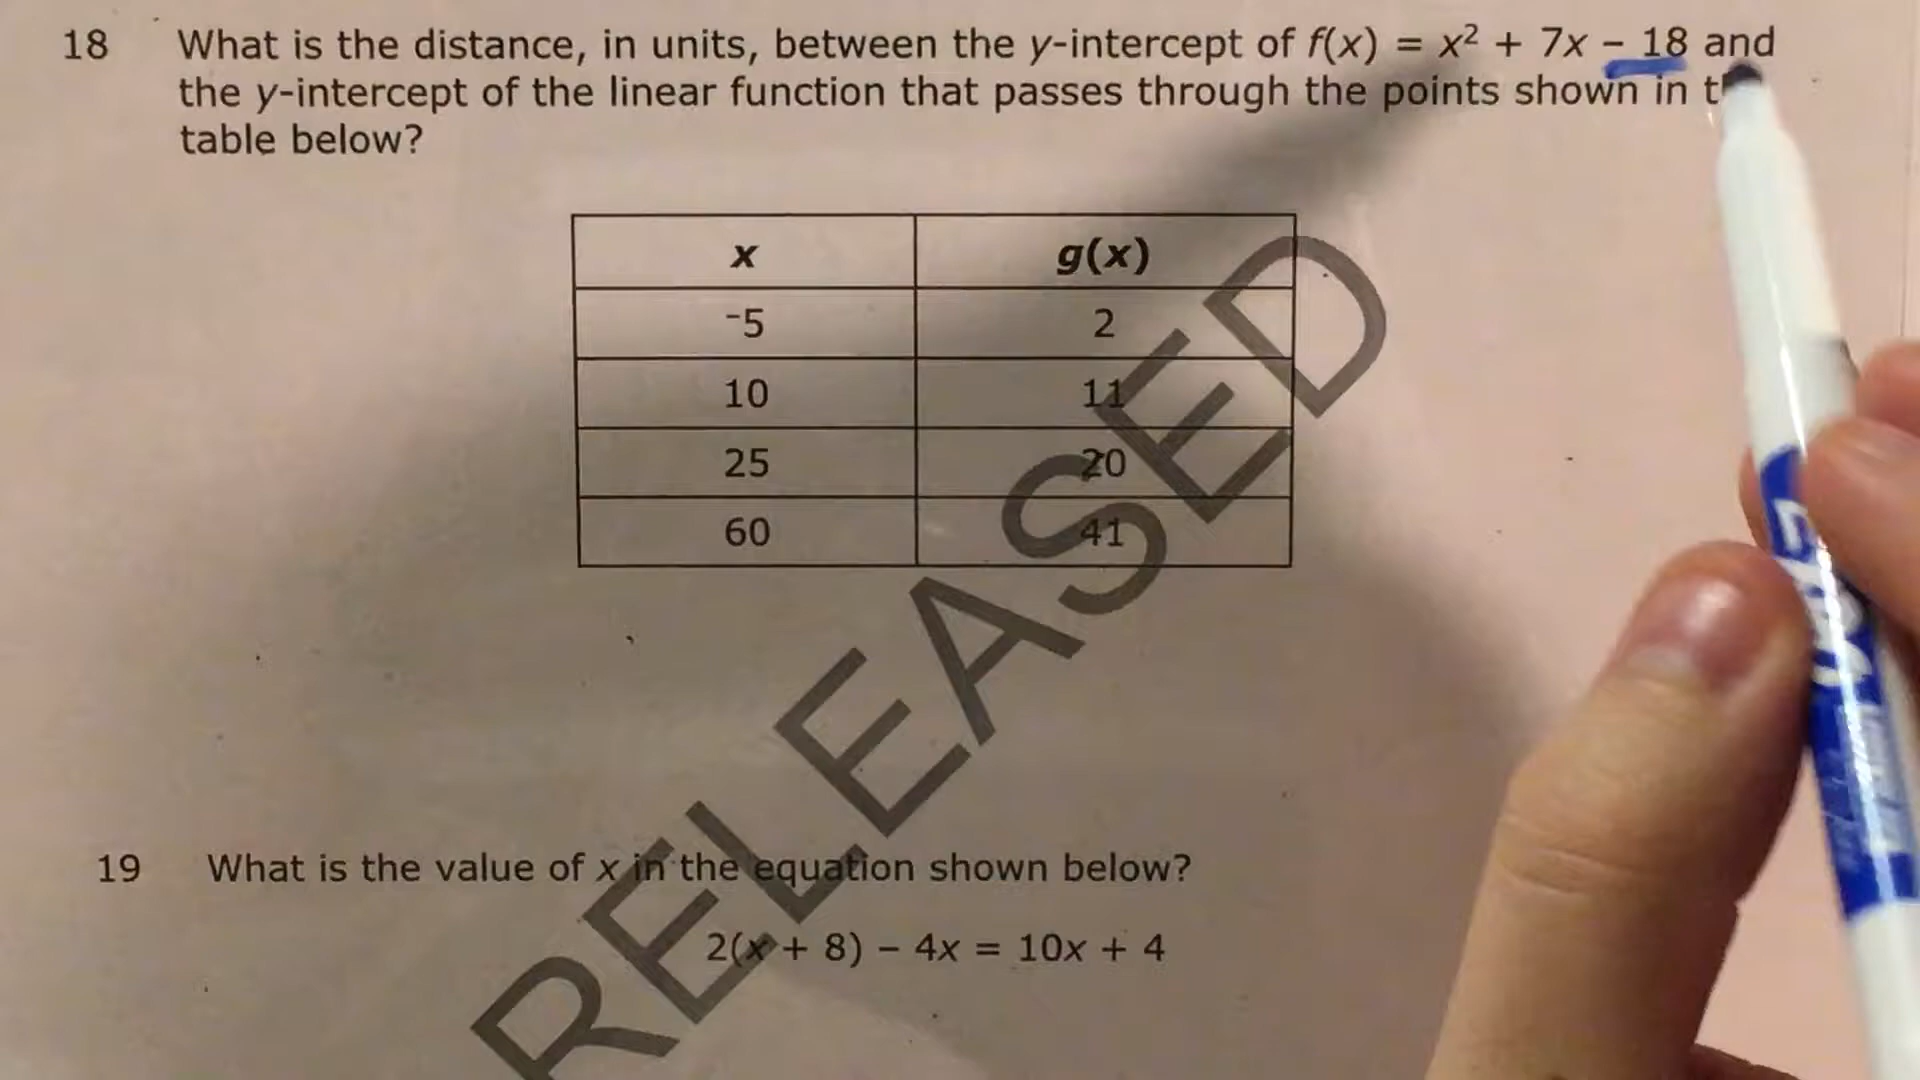 18 What is the distance, in units, between the y-intercept of f(x) = x² + 7x − 18 and
the y-intercept of the linear function that passes through the points shown in
table below?
x g(x)
-5 2
10 11
25 20
60 41
RELEASED
19 What is the value of x in the equation shown below?
2(x + 8) − 4x = 10x + 4